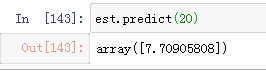 In [143]: est.predict(20)
Out[143]: array([7.70905808])